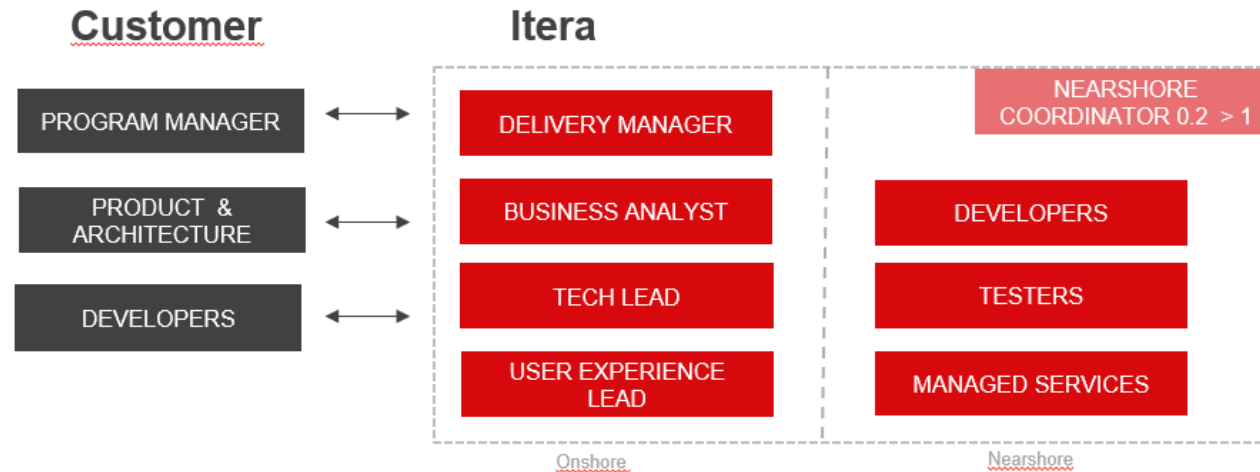 Customer
Itera
PROGRAM MANAGER
PRODUCT &
ARCHITECTURE
DEVELOPERS
DELIVERY MANAGER
BUSINESS ANALYST
TECH LEAD
USER EXPERIENCE
LEAD
NEARSHORE
COORDINATOR 0.2 > 1
DEVELOPERS
TESTERS
MANAGED SERVICES
Onshore
Nearshore